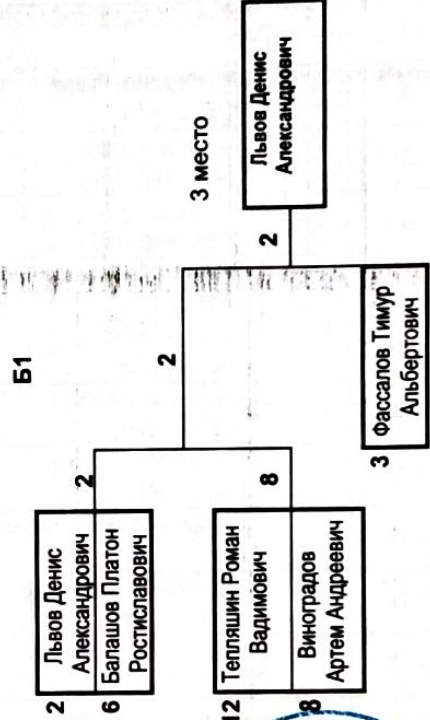 Б1
2
Львов Денис
Александрович
2
6
Балашов Платон
Ростиславович
2
12
Тепляшин Роман
Вадимович
8
8
Виноградов
Артем Андреевич
3
Фассалов Тимур
Альбертович
2
3 место
Львов Денис
Александрович